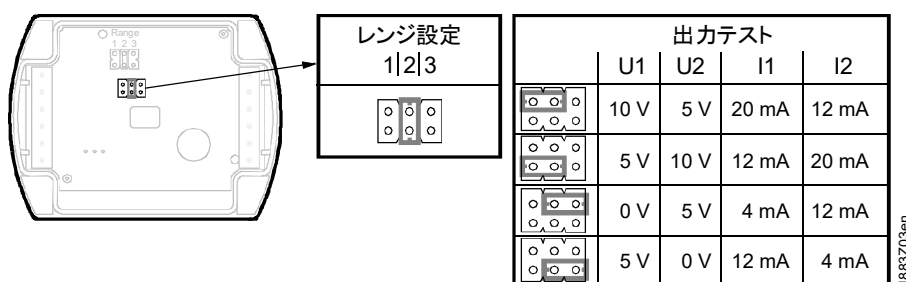 Range
1 2 3
レンジ設定
1|2|3
出力テスト
U1 U2 I1 I2
10 V 5 V 20 mA 12 mA
5 V 10 V 12 mA 20 mA
0 V 5 V 4 mA 12 mA
5 V 0 V 12 mA 4 mA